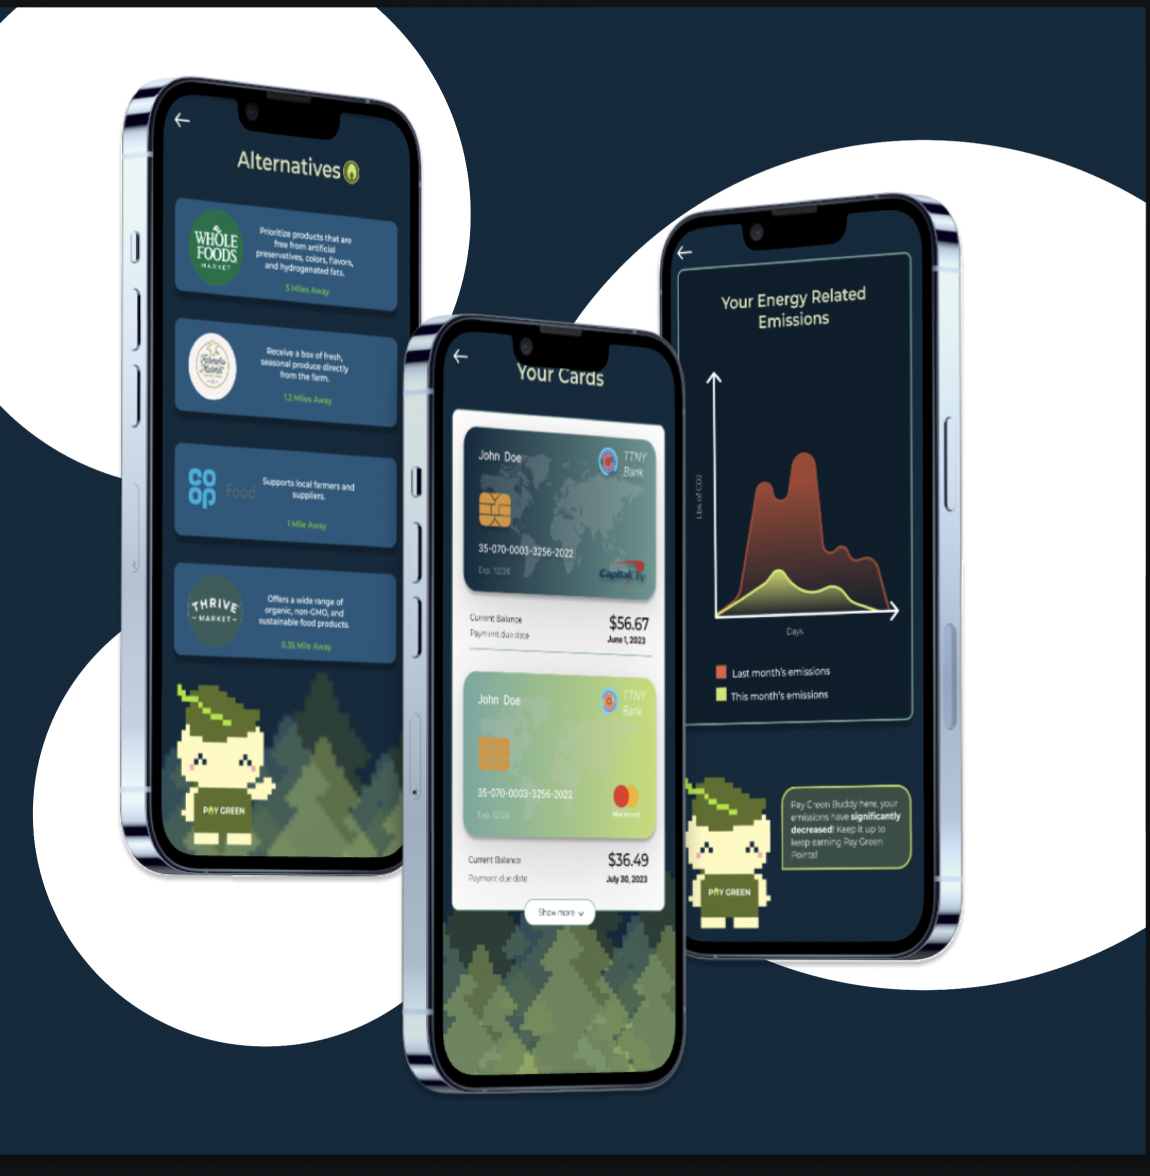 Alternatives
WHOLE
FOODS
MARKET
Prioritize products that are
free from artificial
preservatives, colors, flavors,
and hydrogenated fats.
5 Miles Away
Farmers
Market
Receive a box of fresh,
seasonal produce directly
from the farm.
1.2 Miles Away
CO
OP
Food
Supports local farmers and
suppliers.
1 Mile Away
THRIVE
MARKET
Offers a wide range of
organic, non-GMO, and
sustainable food products.
0.35 Mile Away
PAY GREEN
Your Cards
John Doe
TTNY
Bank
35-070-0003-3256-2022
Exp. 12/26
Capital One
Current Balance
$56.67
Payment due date
June 1, 2023
John Doe
TTNY
Bank
35-070-0003-3256-2022
Exp. 12/26
Mastercard
Current Balance
$36.49
Payment due date
July 30, 2023
Show more
Your Energy Related
Emissions
Lbs of CO2
Days
Last month's emissions
This month's emissions
Pay Green Buddy here, your
emissions have significantly
decreased! Keep it up to
keep earning Pay Green
Points!
PAY GREEN